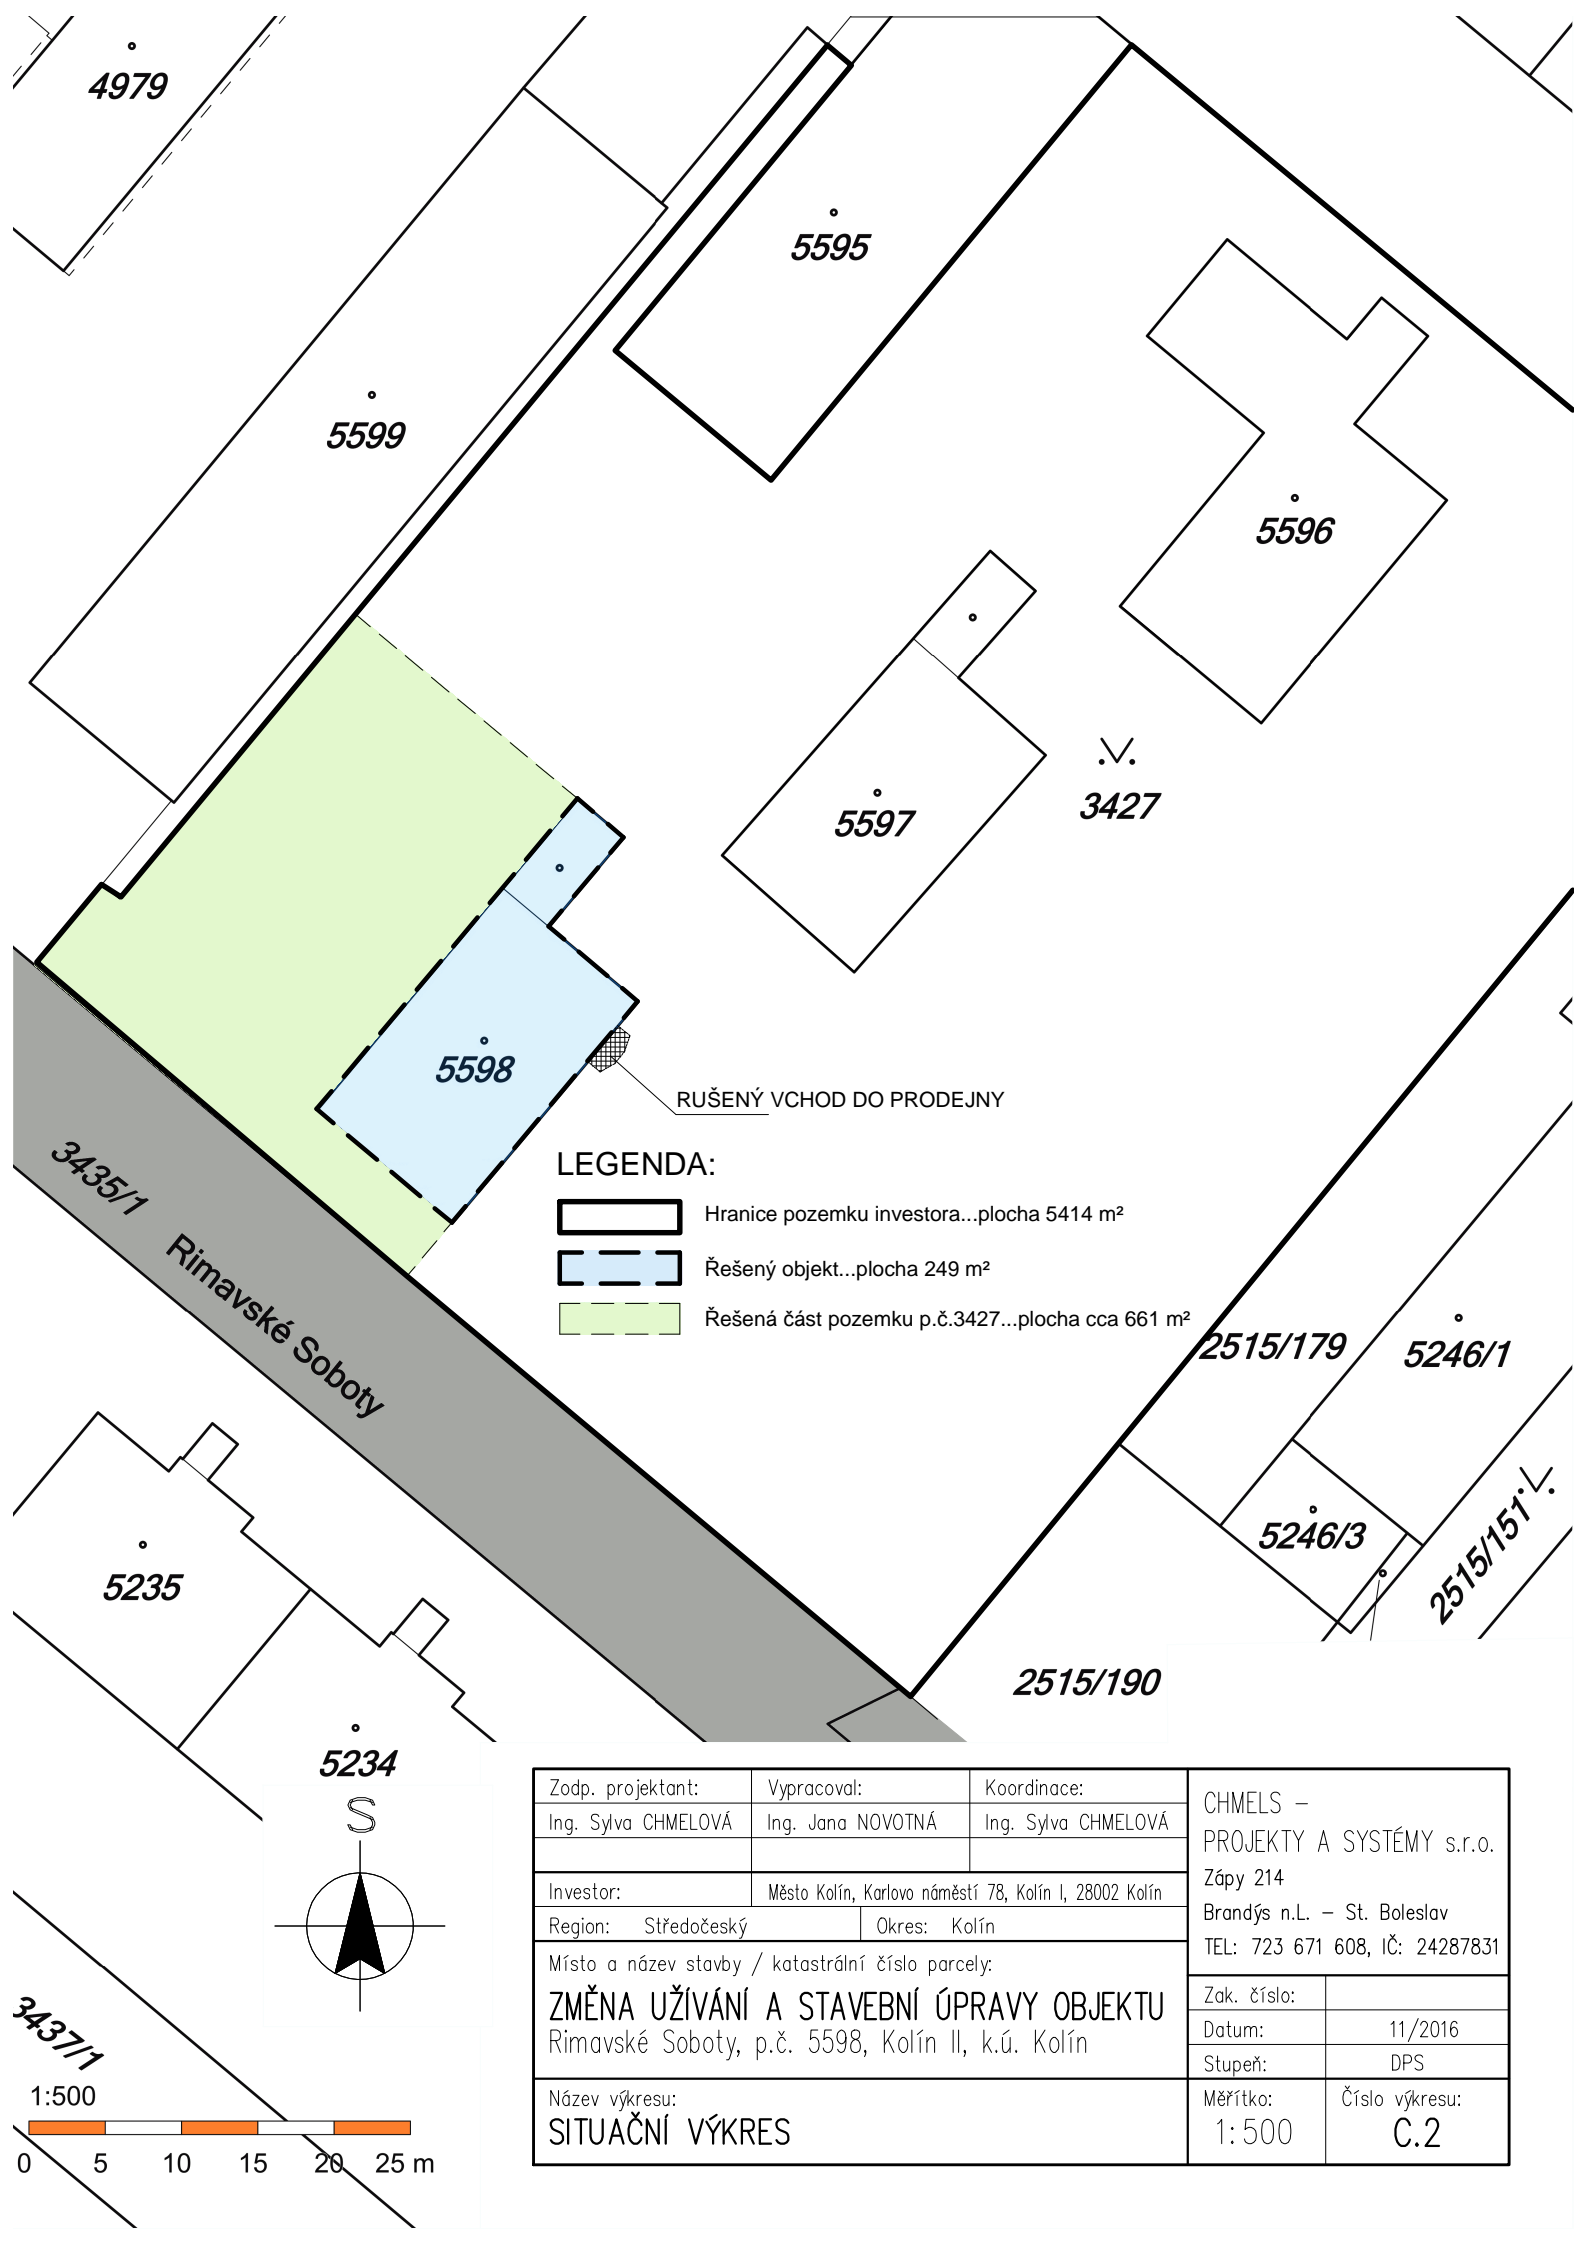 4979
5595
5599
5596
5597
3427
5598
RUŠENÝ VCHOD DO PRODEJNY
3435/1
Rimavské Soboty
LEGENDA:
Hranice pozemku investora...plocha 5414 m²
Řešený objekt...plocha 249 m²
Řešená část pozemku p.č.3427...plocha cca 661 m²
2515/179
5246/1
5246/3
2515/151
5235
2515/190
5234
S
3437/1
1:500
0 5 10 15 20 25 m
Zodp. projektant: Vypracoval: Koordinace:
Ing. Sylva CHMELOVÁ Ing. Jana NOVOTNÁ Ing. Sylva CHMELOVÁ
Investor: Město Kolín, Karlovo náměstí 78, Kolín I, 28002 Kolín
Region: Středočeský Okres: Kolín
Místo a název stavby / katastrální číslo parcely:
ZMĚNA UŽÍVÁNÍ A STAVEBNÍ ÚPRAVY OBJEKTU
Rimavské Soboty, p.č. 5598, Kolín II, k.ú. Kolín
Název výkresu:
SITUAČNÍ VÝKRES
CHMELS –
PROJEKTY A SYSTÉMY s.r.o.
Zápy 214
Brandýs n.L. – St. Boleslav
TEL: 723 671 608, IČ: 24287831
Zak. číslo:
Datum: 11/2016
Stupeň: DPS
Měřítko: Číslo výkresu:
1:500 C.2